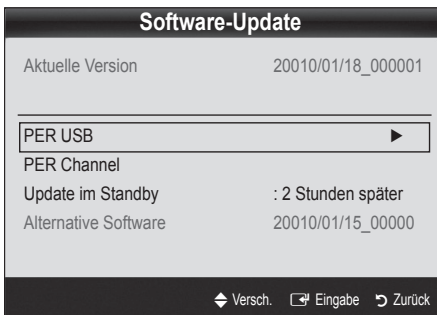 Software-Update
Aktuelle Version 20010/01/18_000001
PER USB ►
PER Channel
Update im Standby : 2 Stunden später
Alternative Software 20010/01/15_00000
Versch. Eingabe Zurück